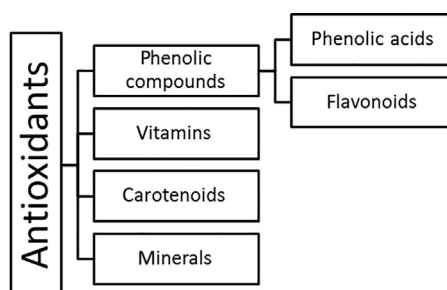 Antioxidants
Phenolic
compounds
Phenolic acids
Flavonoids
Vitamins
Carotenoids
Minerals